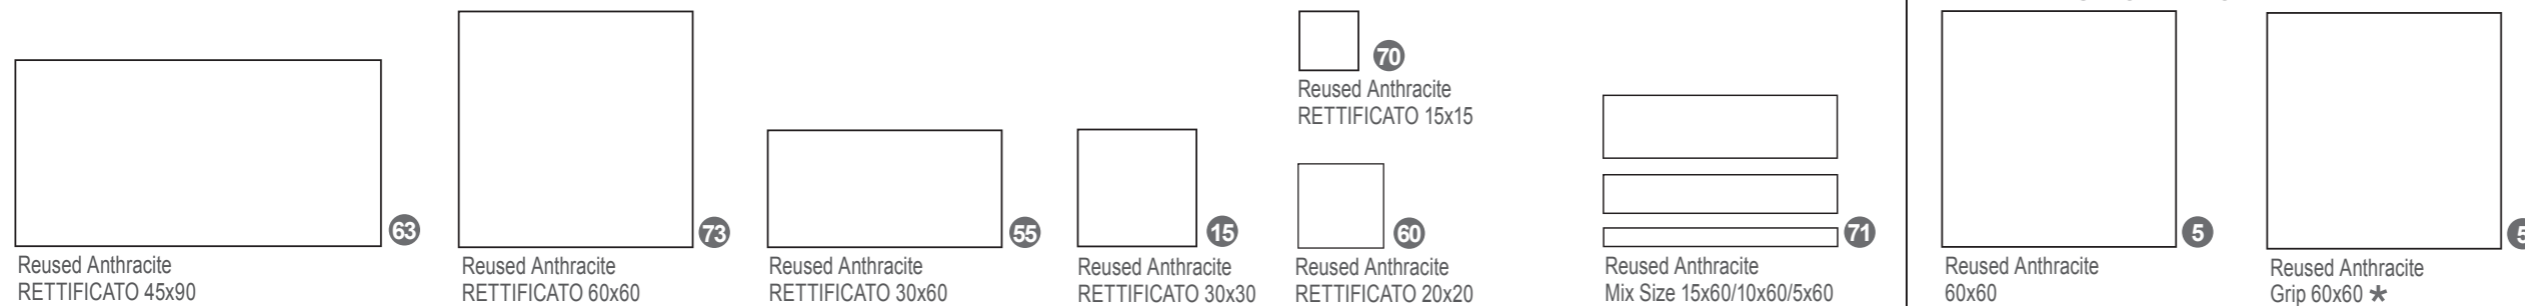 63
Reused Anthracite
RETTIFICATO 45x90
73
Reused Anthracite
RETTIFICATO 60x60
55
Reused Anthracite
RETTIFICATO 30x60
15
Reused Anthracite
RETTIFICATO 30x30
70
Reused Anthracite
RETTIFICATO 15x15
60
Reused Anthracite
RETTIFICATO 20x20
71
Reused Anthracite
Mix Size 15x60/10x60/5x60
5
Reused Anthracite
60x60
Reused Anthracite
Grip 60x60 *